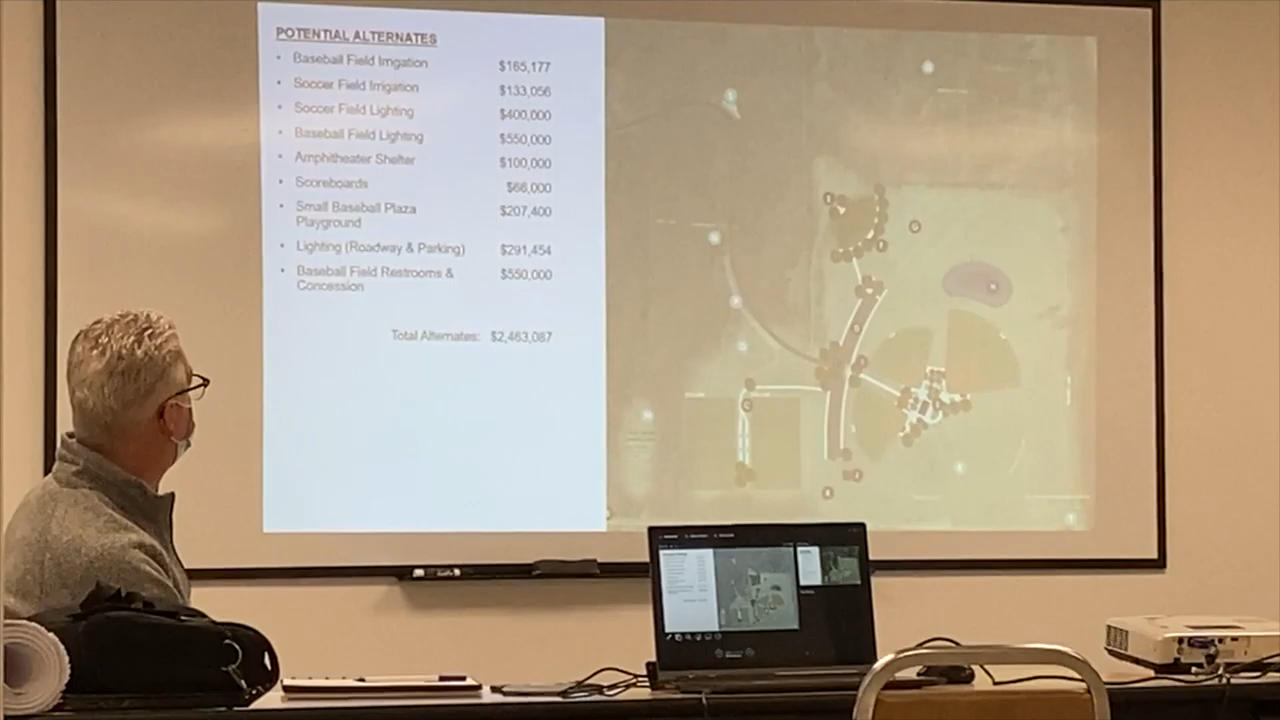 POTENTIAL ALTERNATES
• Baseball Field Irrigation $165,177
• Soccer Field Irrigation $133,056
• Soccer Field Lighting $400,000
• Baseball Field Lighting $550,000
• Amphitheater Shelter $100,000
• Scoreboards $66,000
• Small Baseball Plaza $207,400
Playground
• Lighting (Roadway & Parking) $291,454
• Baseball Field Restrooms & $550,000
Concession
Total Alternates: $2,463,087